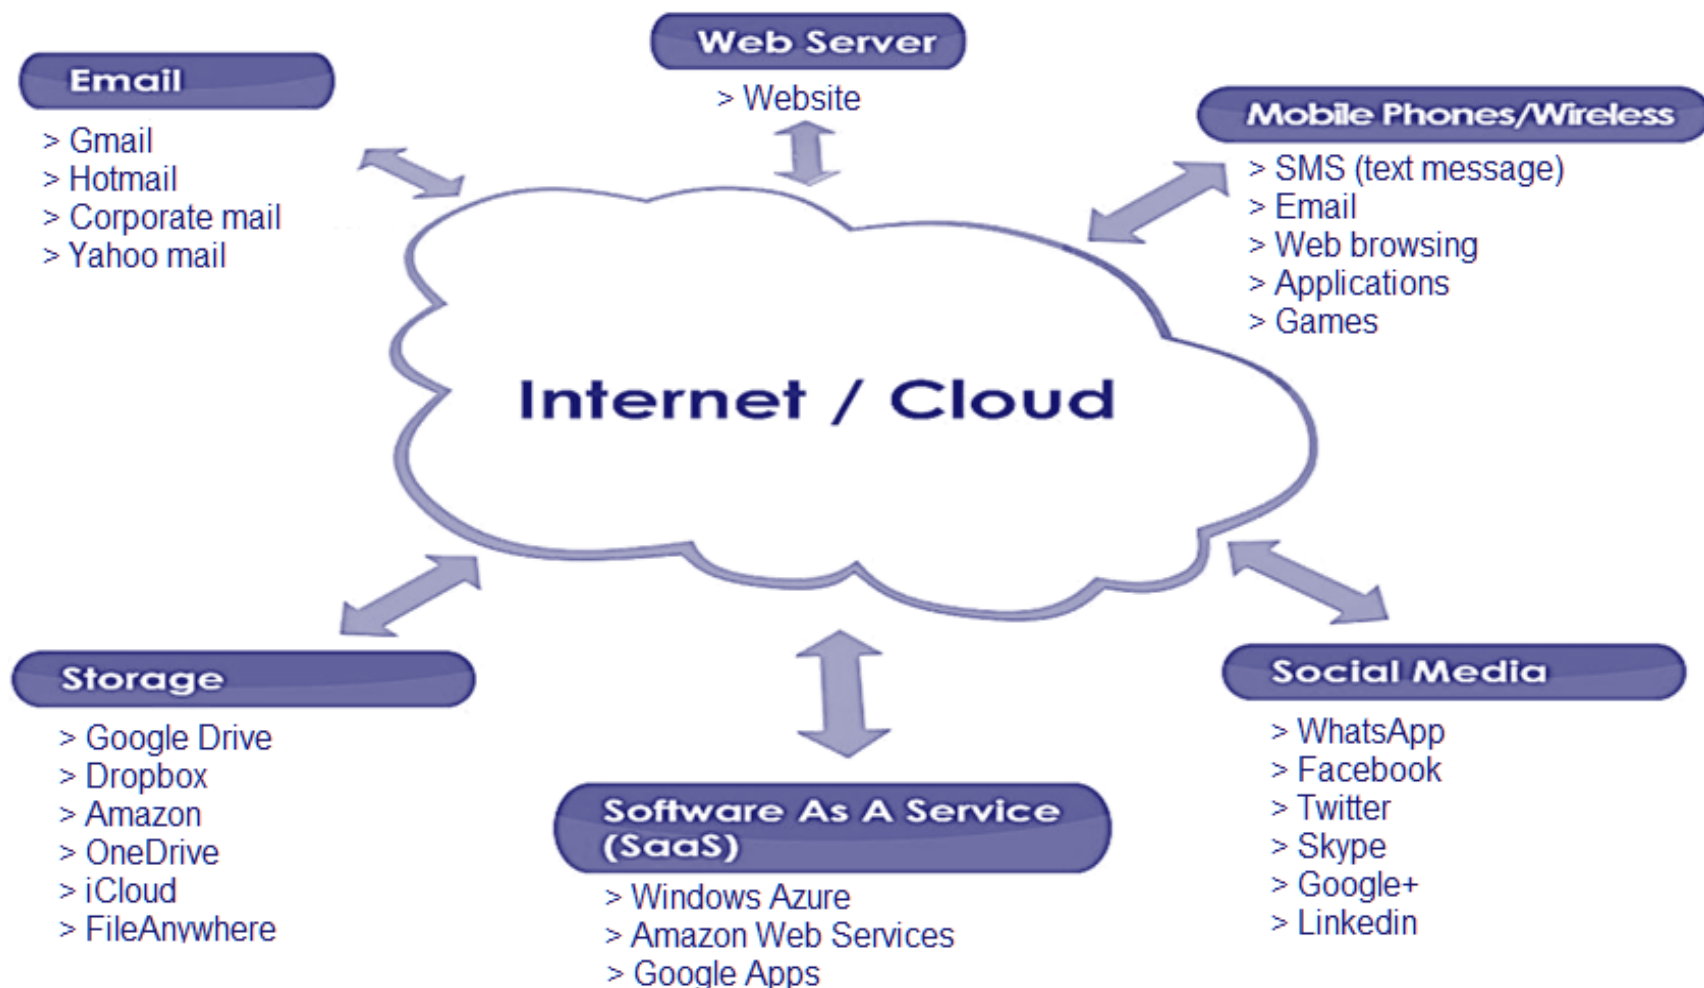 Web Server
> Website
Email
> Gmail
> Hotmail
> Corporate mail
> Yahoo mail
Mobile Phones/Wireless
> SMS (text message)
> Email
> Web browsing
> Applications
> Games
Internet / Cloud
Storage
> Google Drive
> Dropbox
> Amazon
> OneDrive
> iCloud
> FileAnywhere
Software As A Service
(SaaS)
> Windows Azure
> Amazon Web Services
> Google Apps
Social Media
> WhatsApp
> Facebook
> Twitter
> Skype
> Google+
> Linkedin